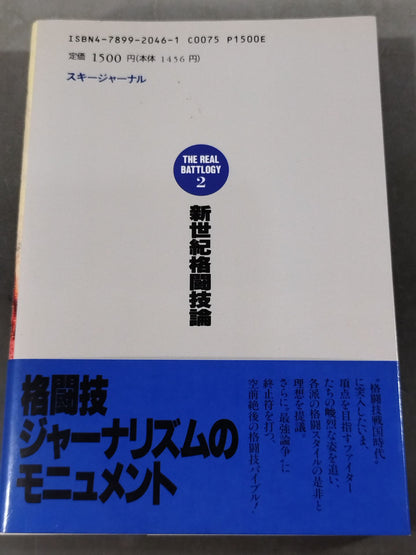 ISBN4-7899-2046-1 C0075 P1500E
定価 1500 円(本体 1456 円)
スキージャーナル
THE REAL
BATTLOGY
2
新世紀格闘技論
格闘技
ジャーナリズムの
モニュメント
“格闘技戦国時代”
に突入したいま、
頂点を目指すファイター
たちの峻烈な姿を追い、
各派の格闘スタイルの是非と
理想を提議。
さらに“最強論争”に
終止符を打つ、
空前絶後の格闘技バイブル!